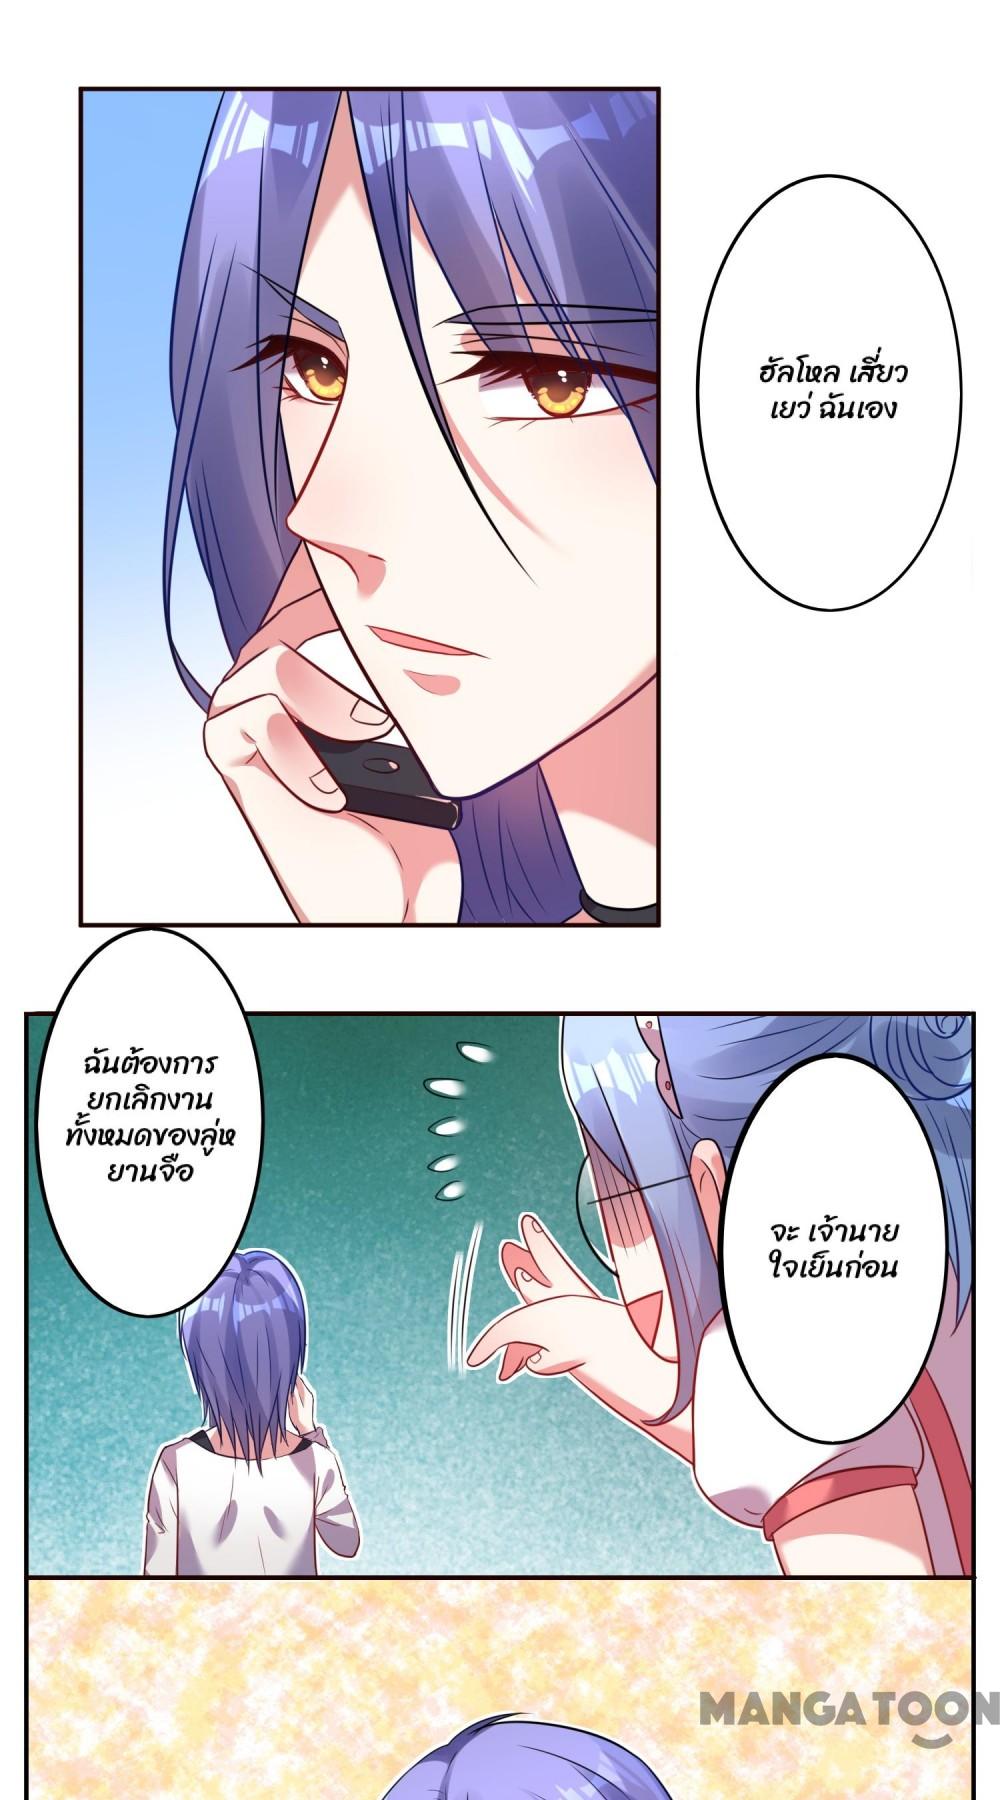 ฮัลโหล เสี่ยว
เยว่ ฉันเอง
ฉันต้องการ
ยกเลิกงาน
ทั้งหมดของลู่ห
ยานจือ
จะ เจ้านาย
ใจเย็นก่อน
MANGATOON